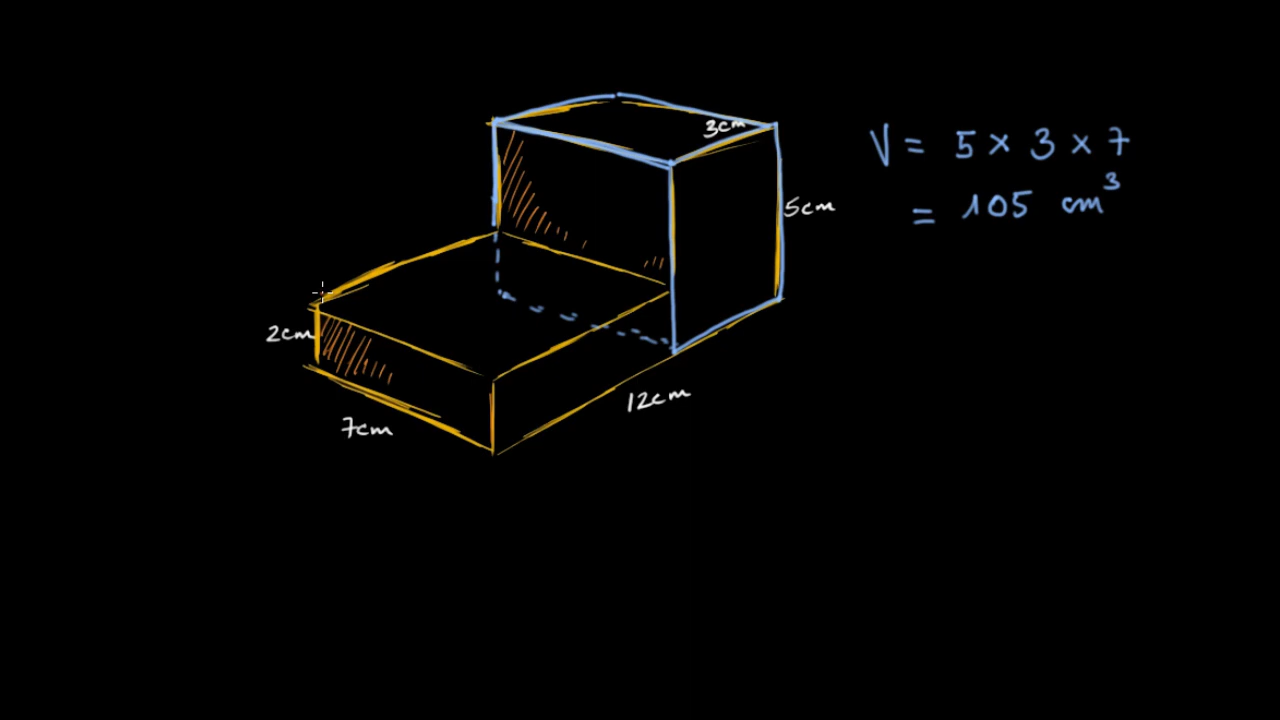 3cm
V = 5 × 3 × 7
5cm
= 105 cm³
2cm
12cm
7cm